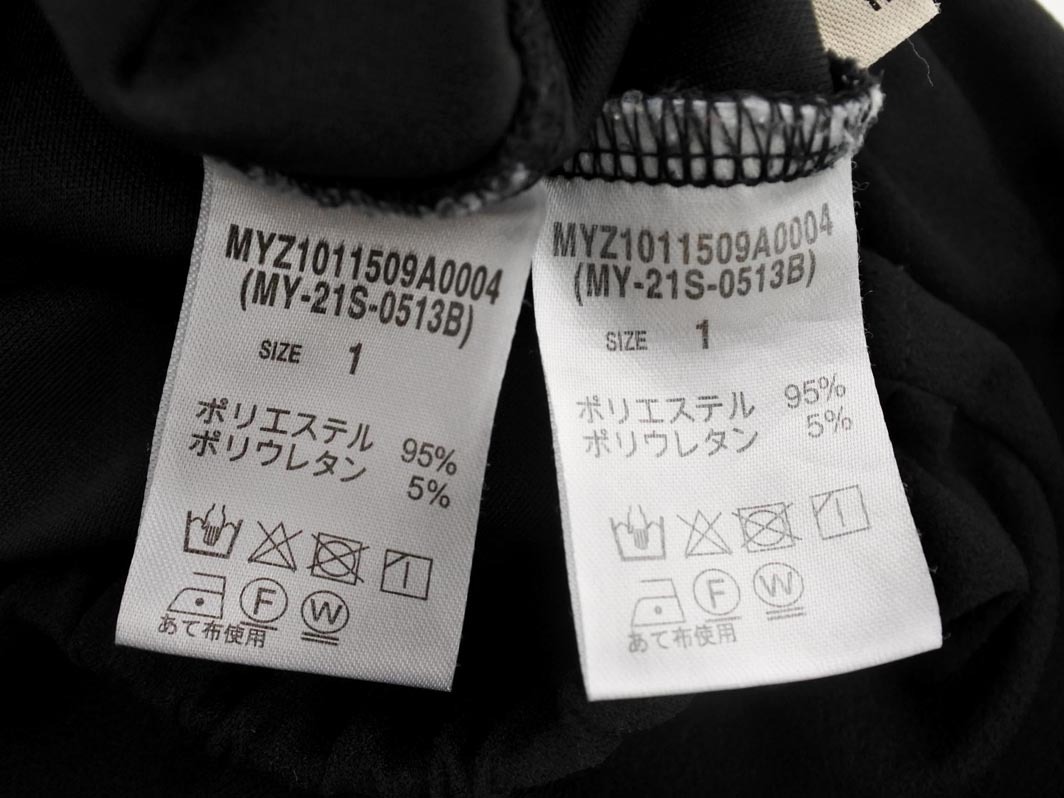 MYZ1011509A0004
(MY-21S-0513B)
SIZE 1
ポリエステル 95%
ポリウレタン 5%
F W
あて布使用
MYZ1011509A0004
(MY-21S-0513B)
SIZE 1
ポリエステル 95%
ポリウレタン 5%
F W
あて布使用